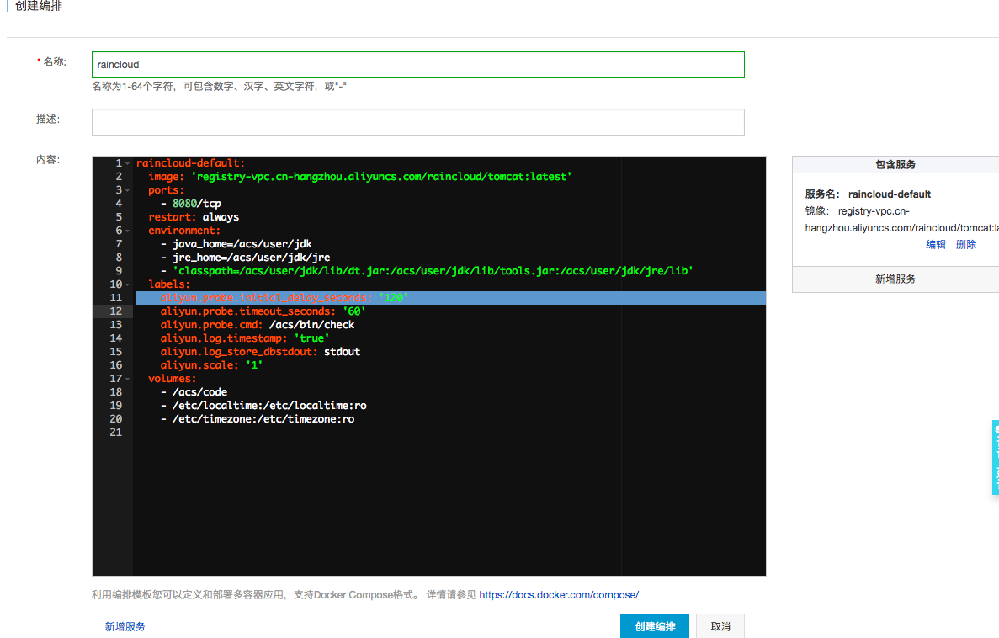 创建编排
* 名称:
raincloud
名称为1-64个字符，可包含数字、汉字、英文字符，或"-"
描述:
内容:
1 raincloud-default:
2 image: 'registry-vpc.cn-hangzhou.aliyuncs.com/raincloud/tomcat:latest'
3 ports:
4 - 8080/tcp
5 restart: always
6 environment:
7 - java_home=/acs/user/jdk
8 - jre_home=/acs/user/jdk/jre
9 - 'classpath=/acs/user/jdk/lib/dt.jar:/acs/user/jdk/lib/tools.jar:/acs/user/jdk/jre/lib'
10 labels:
11 aliyun.probe.initial_delay_seconds: '120'
12 aliyun.probe.timeout_seconds: '60'
13 aliyun.probe.cmd: /acs/bin/check
14 aliyun.log.timestamp: 'true'
15 aliyun.log_store_dbstdout: stdout
16 aliyun.scale: '1'
17 volumes:
18 - /acs/code
19 - /etc/localtime:/etc/localtime:ro
20 - /etc/timezone:/etc/timezone:ro
21
包含服务
服务名： raincloud-default
镜像： registry-vpc.cn-
hangzhou.aliyuncs.com/raincloud/tomcat:la
编辑 删除
新增服务
利用编排模板您可以定义和部署多容器应用，支持Docker Compose格式。 详情请参见 https://docs.docker.com/compose/
新增服务
创建编排
取消